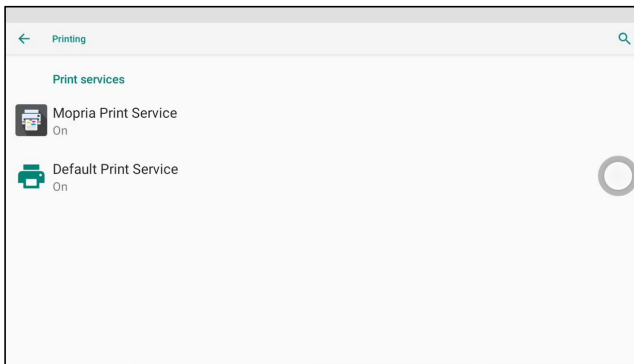 Printing
Print services
Mopria Print Service
On
Default Print Service
On